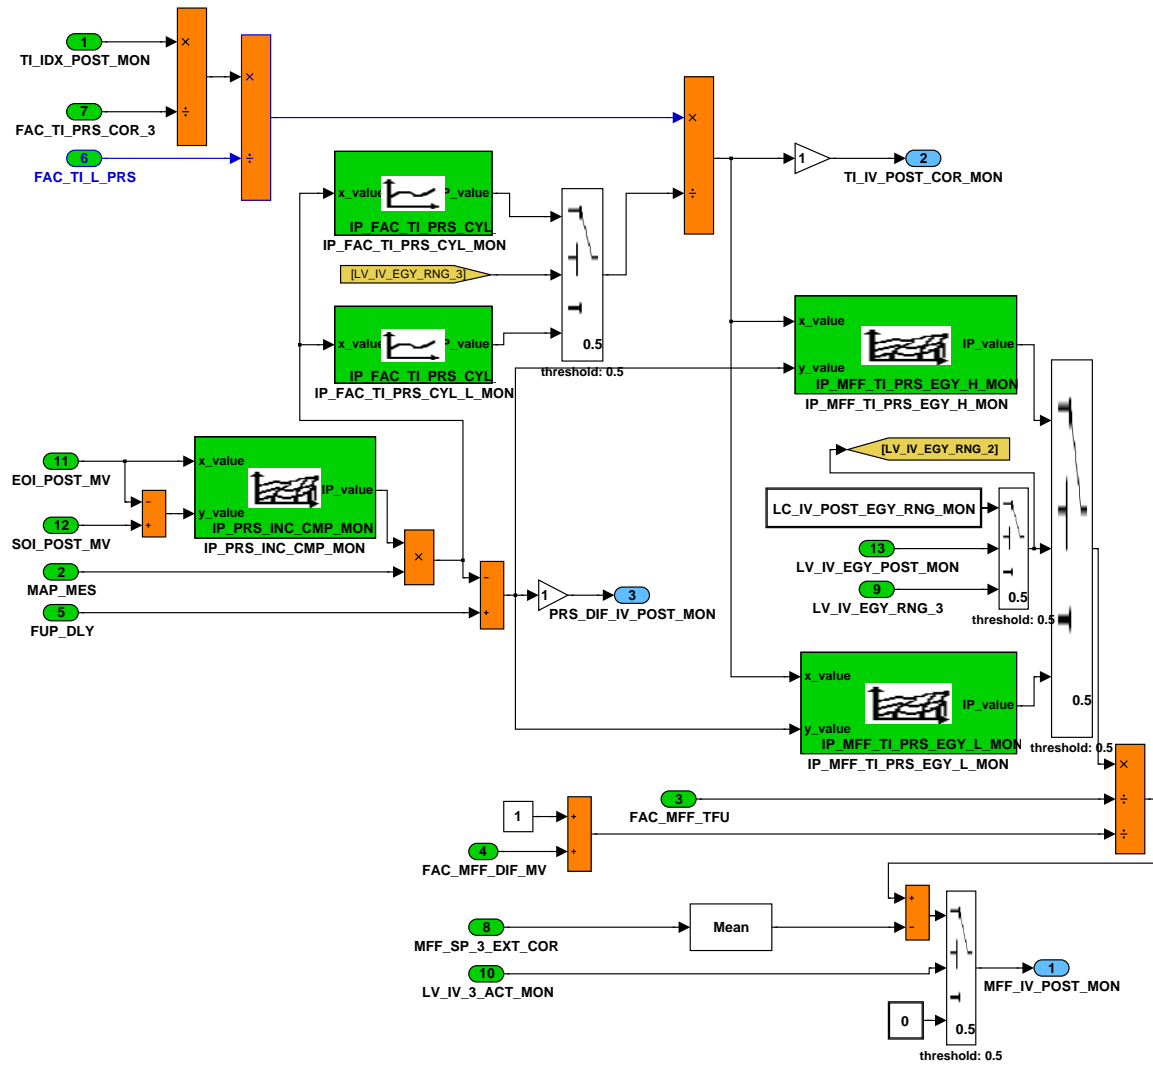 1
TI_IDX_POST_MON
×
÷
7
FAC_TI_PRS_COR_3
6
FAC_TI_L_PRS
×
÷
×
÷
1
2
TI_IV_POST_COR_MON
x_value
P_value
IP_FAC_TI_PRS_CYL_
IP_FAC_TI_PRS_CYL_MON
[LV_IV_EGY_RNG_3]
x_value
P_value
IP_FAC_TI_PRS_CYL_
IP_FAC_TI_PRS_CYL_L_MON
0.5
threshold: 0.5
x_value
y_value
IP_value
IP_MFF_TI_PRS_EGY_H_MON
IP_MFF_TI_PRS_EGY_H_MON
11
EOI_POST_MV
12
SOI_POST_MV
-
+
x_value
y_value
IP_value
IP_PRS_INC_CMP_MON
IP_PRS_INC_CMP_MON
2
MAP_MES
5
FUP_DLY
×
-
+
1
3
PRS_DIF_IV_POST_MON
[LV_IV_EGY_RNG_2]
LC_IV_POST_EGY_RNG_MON
13
LV_IV_EGY_POST_MON
9
LV_IV_EGY_RNG_3
0.5
threshold: 0.5
x_value
y_value
IP_value
IP_MFF_TI_PRS_EGY_L_MON
IP_MFF_TI_PRS_EGY_L_MON
0.5
threshold: 0.5
×
÷
÷
3
FAC_MFF_TFU
1
+
+
4
FAC_MFF_DIF_MV
8
MFF_SP_3_EXT_COR
Mean
+
-
10
LV_IV_3_ACT_MON
0
0.5
threshold: 0.5
1
MFF_IV_POST_MON